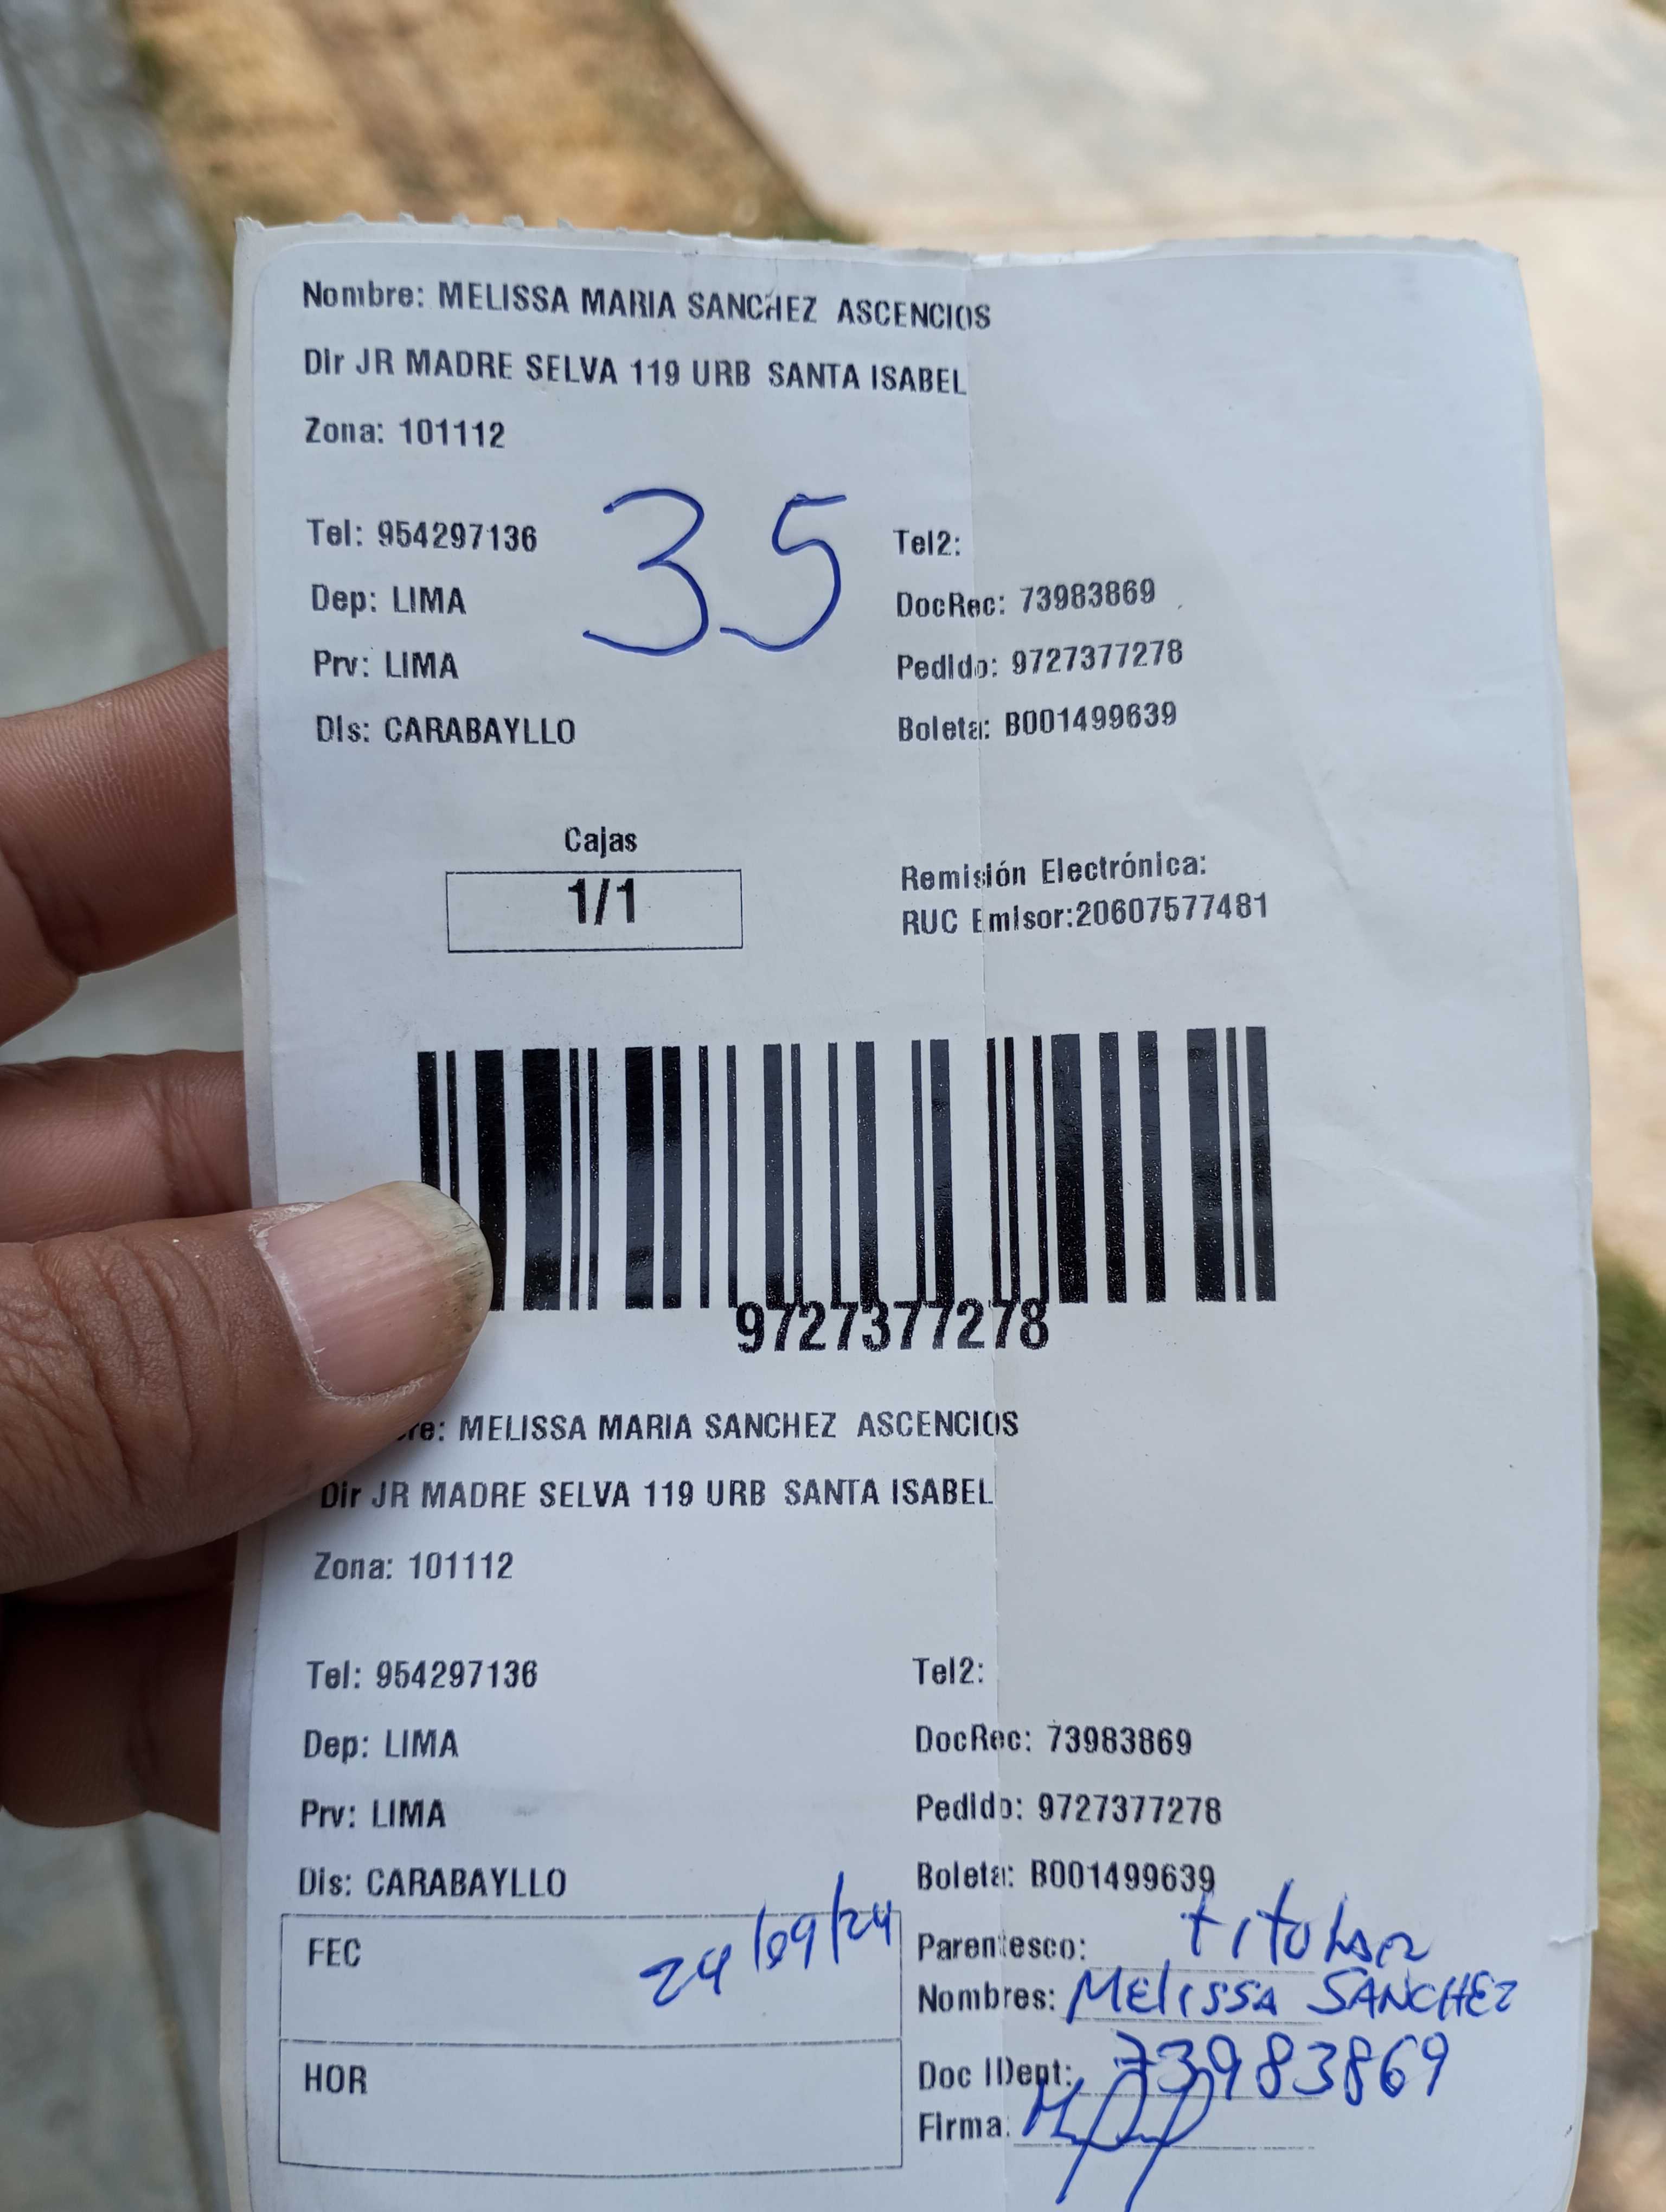 Nombre: MELISSA MARIA SANCHEZ ASCENCIOS
Dir JR MADRE SELVA 119 URB SANTA ISABEL
Zona: 101112
35
Tel: 954297136
Tel2:
Dep: LIMA
DocRec: 73983869
Prv: LIMA
Pedido: 9727377278
Dis: CARABAYLLO
Boleta: B001499639
Cajas
1/1
Remisión Electrónica:
RUC Emisor:20607577481
9727377278
re: MELISSA MARIA SANCHEZ ASCENCIOS
Dir JR MADRE SELVA 119 URB SANTA ISABEL
Zona: 101112
Tel: 954297136
Tel2:
Dep: LIMA
DocRec: 73983869
Prv: LIMA
Pedido: 9727377278
Dis: CARABAYLLO
Boleta: B001499639
FEC 24/09/24
Parentesco: titular
Nombres: MELISSA SANCHEZ
HOR
Doc IDent: 73983869
Firma: